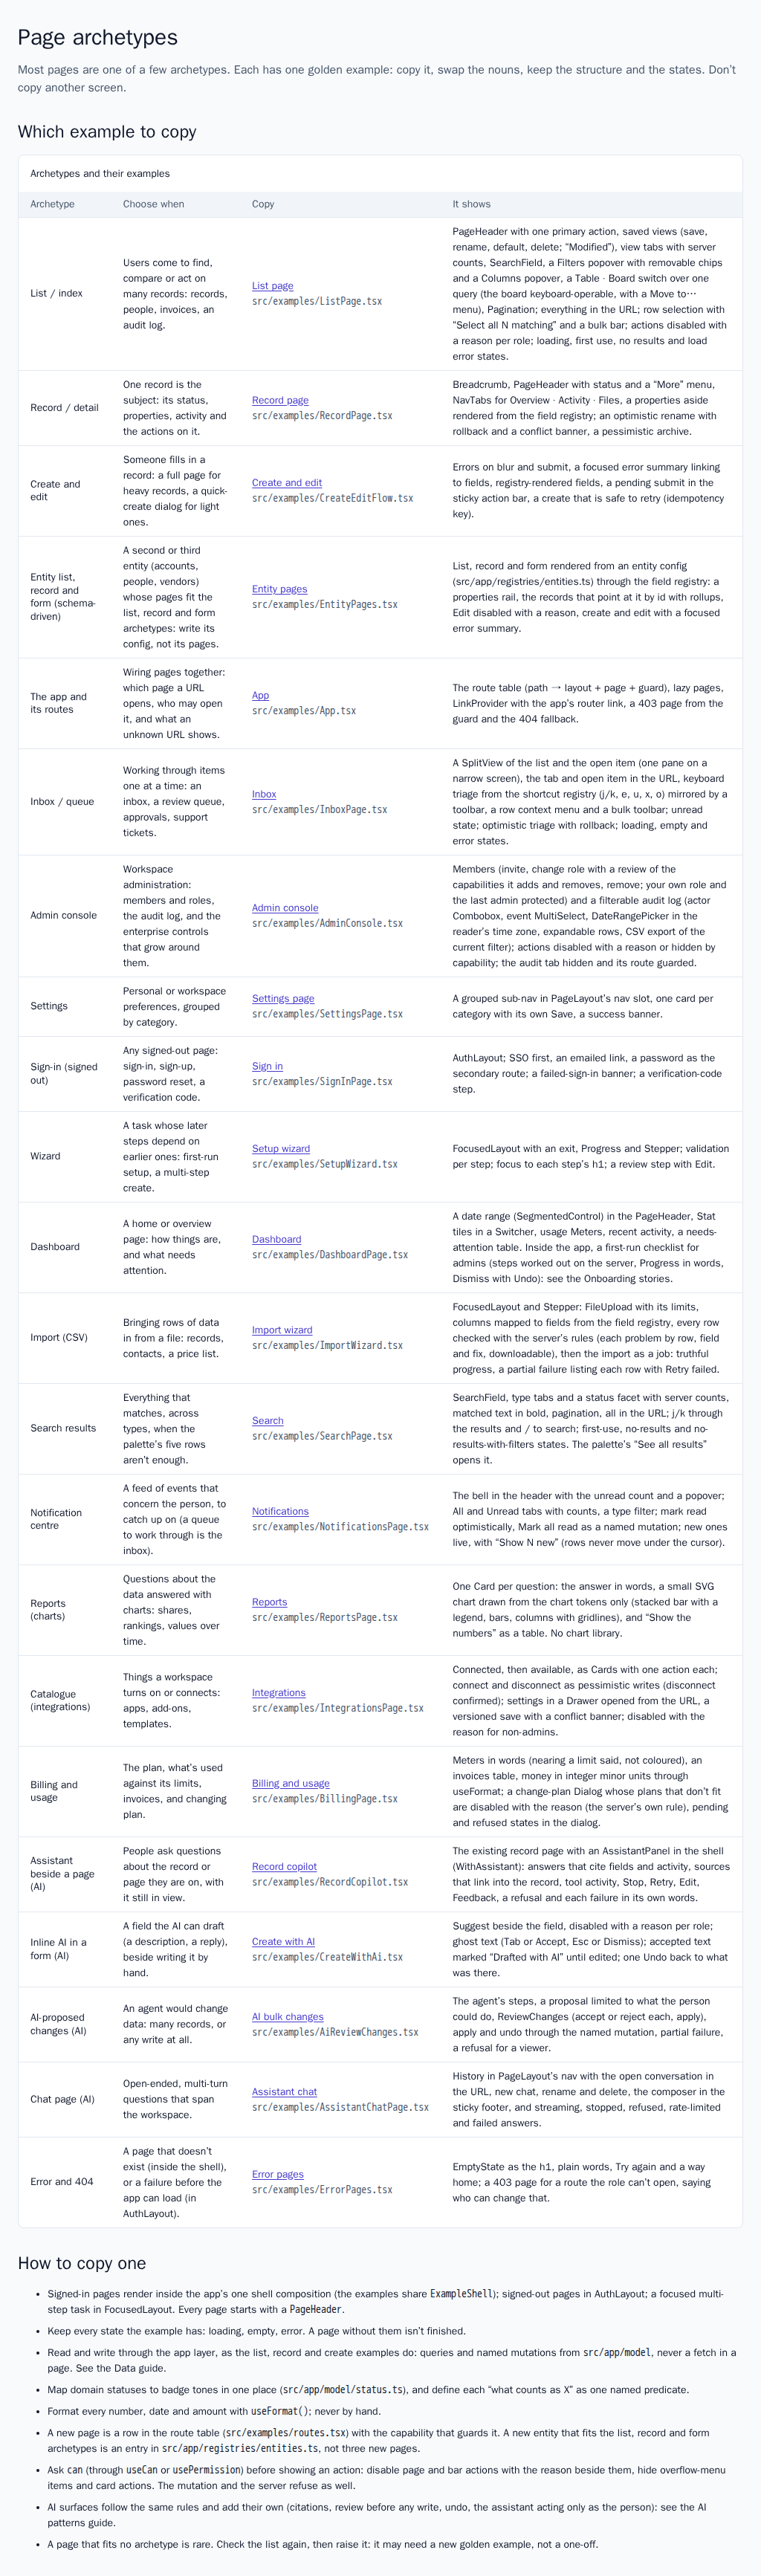 Page archetypes
Most pages are one of a few archetypes. Each has one golden example: copy it, swap the nouns, keep the structure and the states. Don't
copy another screen.
Which example to copy
Archetypes and their examples
Archetype
Choose when
Copy
It shows
List / index
Users come to find,
compare or act on
many records: records,
people, invoices, an
audit log.
List page
src/examples/ListPage.tsx
PageHeader with one primary action, saved views (save,
rename, default, delete; “Modified”), view tabs with server
counts, SearchField, a Filters popover with removable chips
and a Columns popover, a Table · Board switch over one
query (the board keyboard-operable, with a Move to…
menu), Pagination; everything in the URL; row selection with
“Select all N matching” and a bulk bar; actions disabled with
a reason per role; loading, first use, no results and load
error states.
Record / detail
One record is the
subject: its status,
properties, activity and
the actions on it.
Record page
src/examples/RecordPage.tsx
Breadcrumb, PageHeader with status and a “More” menu,
NavTabs for Overview · Activity · Files, a properties aside
rendered from the field registry; an optimistic rename with
rollback and a conflict banner, a pessimistic archive.
Create and
edit
Someone fills in a
record: a full page for
heavy records, a quick-
create dialog for light
ones.
Create and edit
src/examples/CreateEditFlow.tsx
Errors on blur and submit, a focused error summary linking
to fields, registry-rendered fields, a pending submit in the
sticky action bar, a create that is safe to retry (idempotency
key).
Entity list,
record and
form (schema-
driven)
A second or third
entity (accounts,
people, vendors)
whose pages fit the
list, record and form
archetypes: write its
config, not its pages.
Entity pages
src/examples/EntityPages.tsx
List, record and form rendered from an entity config
(src/app/registries/entities.ts) through the field registry: a
properties rail, the records that point at it by id with rollups,
Edit disabled with a reason, create and edit with a focused
error summary.
The app and
its routes
Wiring pages together:
which page a URL
opens, who may open
it, and what an
unknown URL shows.
App
src/examples/App.tsx
The route table (path → layout + page + guard), lazy pages,
LinkProvider with the app's router link, a 403 page from the
guard and the 404 fallback.
Inbox / queue
Working through items
one at a time: an
inbox, a review queue,
approvals, support
tickets.
Inbox
src/examples/InboxPage.tsx
A SplitView of the list and the open item (one pane on a
narrow screen), the tab and open item in the URL, keyboard
triage from the shortcut registry (j/k, e, u, x, o) mirrored by a
toolbar, a row context menu and a bulk toolbar; unread
state; optimistic triage with rollback; loading, empty and
error states.
Admin console
Workspace
administration:
members and roles,
the audit log, and the
enterprise controls
that grow around
them.
Admin console
src/examples/AdminConsole.tsx
Members (invite, change role with a review of the
capabilities it adds and removes, remove; your own role and
the last admin protected) and a filterable audit log (actor
Combobox, event MultiSelect, DateRangePicker in the
reader's time zone, expandable rows, CSV export of the
current filter); actions disabled with a reason or hidden by
capability; the audit tab hidden and its route guarded.
Settings
Personal or workspace
preferences, grouped
by category.
Settings page
src/examples/SettingsPage.tsx
A grouped sub-nav in PageLayout's nav slot, one card per
category with its own Save, a success banner.
Sign-in (signed
out)
Any signed-out page:
sign-in, sign-up,
password reset, a
verification code.
Sign in
src/examples/SignInPage.tsx
AuthLayout; SSO first, an emailed link, a password as the
secondary route; a failed-sign-in banner; a verification-code
step.
Wizard
A task whose later
steps depend on
earlier ones: first-run
setup, a multi-step
create.
Setup wizard
src/examples/SetupWizard.tsx
FocusedLayout with an exit, Progress and Stepper; validation
per step; focus to each step's h1; a review step with Edit.
Dashboard
A home or overview
page: how things are,
and what needs
attention.
Dashboard
src/examples/DashboardPage.tsx
A date range (SegmentedControl) in the PageHeader, Stat
tiles in a Switcher, usage Meters, recent activity, a needs-
attention table. Inside the app, a first-run checklist for
admins (steps worked out on the server, Progress in words,
Dismiss with Undo): see the Onboarding stories.
Import (CSV)
Bringing rows of data
in from a file: records,
contacts, a price list.
Import wizard
src/examples/ImportWizard.tsx
FocusedLayout and Stepper: FileUpload with its limits,
columns mapped to fields from the field registry, every row
checked with the server's rules (each problem by row, field
and fix, downloadable), then the import as a job: truthful
progress, a partial failure listing each row with Retry failed.
Search results
Everything that
matches, across
types, when the
palette's five rows
aren't enough.
Search
src/examples/SearchPage.tsx
SearchField, type tabs and a status facet with server counts,
matched text in bold, pagination, all in the URL; j/k through
the results and / to search; first-use, no-results and no-
results-with-filters states. The palette's “See all results”
opens it.
Notification
centre
A feed of events that
concern the person, to
catch up on (a queue
to work through is the
inbox).
Notifications
src/examples/NotificationsPage.tsx
The bell in the header with the unread count and a popover;
All and Unread tabs with counts, a type filter; mark read
optimistically, Mark all read as a named mutation; new ones
live, with “Show N new” (rows never move under the cursor).
Reports
(charts)
Questions about the
data answered with
charts: shares,
rankings, values over
time.
Reports
src/examples/ReportsPage.tsx
One Card per question: the answer in words, a small SVG
chart drawn from the chart tokens only (stacked bar with a
legend, bars, columns with gridlines), and “Show the
numbers” as a table. No chart library.
Catalogue
(integrations)
Things a workspace
turns on or connects:
apps, add-ons,
templates.
Integrations
src/examples/IntegrationsPage.tsx
Connected, then available, as Cards with one action each;
connect and disconnect as pessimistic writes (disconnect
confirmed); settings in a Drawer opened from the URL, a
versioned save with a conflict banner; disabled with the
reason for non-admins.
Billing and
usage
The plan, what's used
against its limits,
invoices, and changing
plan.
Billing and usage
src/examples/BillingPage.tsx
Meters in words (nearing a limit said, not coloured), an
invoices table, money in integer minor units through
useFormat; a change-plan Dialog whose plans that don't fit
are disabled with the reason (the server's own rule), pending
and refused states in the dialog.
Assistant
beside a page
(AI)
People ask questions
about the record or
page they are on, with
it still in view.
Record copilot
src/examples/RecordCopilot.tsx
The existing record page with an AssistantPanel in the shell
(WithAssistant): answers that cite fields and activity, sources
that link into the record, tool activity, Stop, Retry, Edit,
Feedback, a refusal and each failure in its own words.
Inline AI in a
form (AI)
A field the AI can draft
(a description, a reply),
beside writing it by
hand.
Create with AI
src/examples/CreateWithAi.tsx
Suggest beside the field, disabled with a reason per role;
ghost text (Tab or Accept, Esc or Dismiss); accepted text
marked “Drafted with AI” until edited; one Undo back to what
was there.
AI-proposed
changes (AI)
An agent would change
data: many records, or
any write at all.
AI bulk changes
src/examples/AiReviewChanges.tsx
The agent's steps, a proposal limited to what the person
could do, ReviewChanges (accept or reject each, apply),
apply and undo through the named mutation, partial failure,
a refusal for a viewer.
Chat page (AI)
Open-ended, multi-turn
questions that span
the workspace.
Assistant chat
src/examples/AssistantChatPage.tsx
History in PageLayout's nav with the open conversation in
the URL, new chat, rename and delete, the composer in the
sticky footer, and streaming, stopped, refused, rate-limited
and failed answers.
Error and 404
A page that doesn't
exist (inside the shell),
or a failure before the
app can load (in
AuthLayout).
Error pages
src/examples/ErrorPages.tsx
EmptyState as the h1, plain words, Try again and a way
home; a 403 page for a route the role can't open, saying
who can change that.
How to copy one
• Signed-in pages render inside the app's one shell composition (the examples share ExampleShell); signed-out pages in AuthLayout; a focused multi-
step task in FocusedLayout. Every page starts with a PageHeader.
• Keep every state the example has: loading, empty, error. A page without them isn't finished.
• Read and write through the app layer, as the list, record and create examples do: queries and named mutations from src/app/model, never a fetch in a
page. See the Data guide.
• Map domain statuses to badge tones in one place (src/app/model/status.ts), and define each “what counts as X” as one named predicate.
• Format every number, date and amount with useFormat(); never by hand.
• A new page is a row in the route table (src/examples/routes.tsx) with the capability that guards it. A new entity that fits the list, record and form
archetypes is an entry in src/app/registries/entities.ts, not three new pages.
• Ask can (through useCan or usePermission) before showing an action: disable page and bar actions with the reason beside them, hide overflow-menu
items and card actions. The mutation and the server refuse as well.
• AI surfaces follow the same rules and add their own (citations, review before any write, undo, the assistant acting only as the person): see the AI
patterns guide.
• A page that fits no archetype is rare. Check the list again, then raise it: it may need a new golden example, not a one-off.